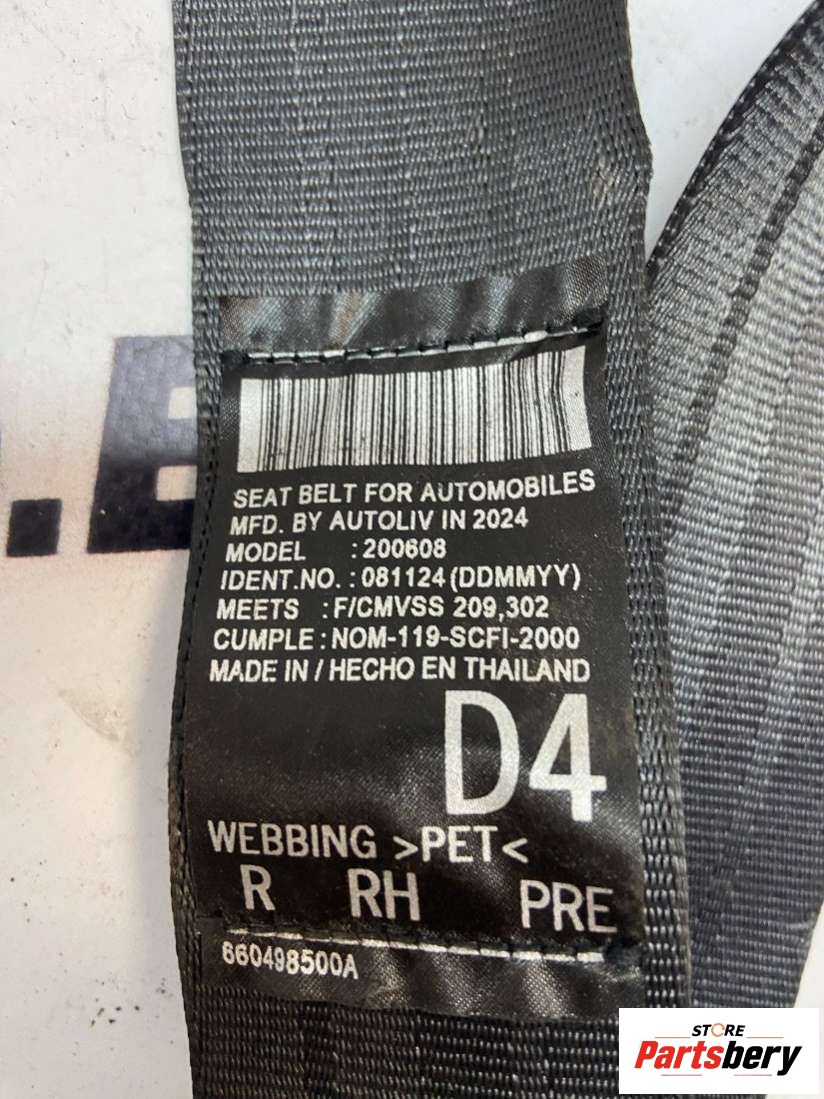 SEAT BELT FOR AUTOMOBILES
MFD. BY AUTOLIV IN 2024
MODEL : 200608
IDENT.NO. : 081124 (DDMMYY)
MEETS : F/CMVSS 209,302
CUMPLE : NOM-119-SCFI-2000
MADE IN / HECHO EN THAILAND
D4
WEBBING >PET<
R RH PRE
660498500A
STORE
Partsbery